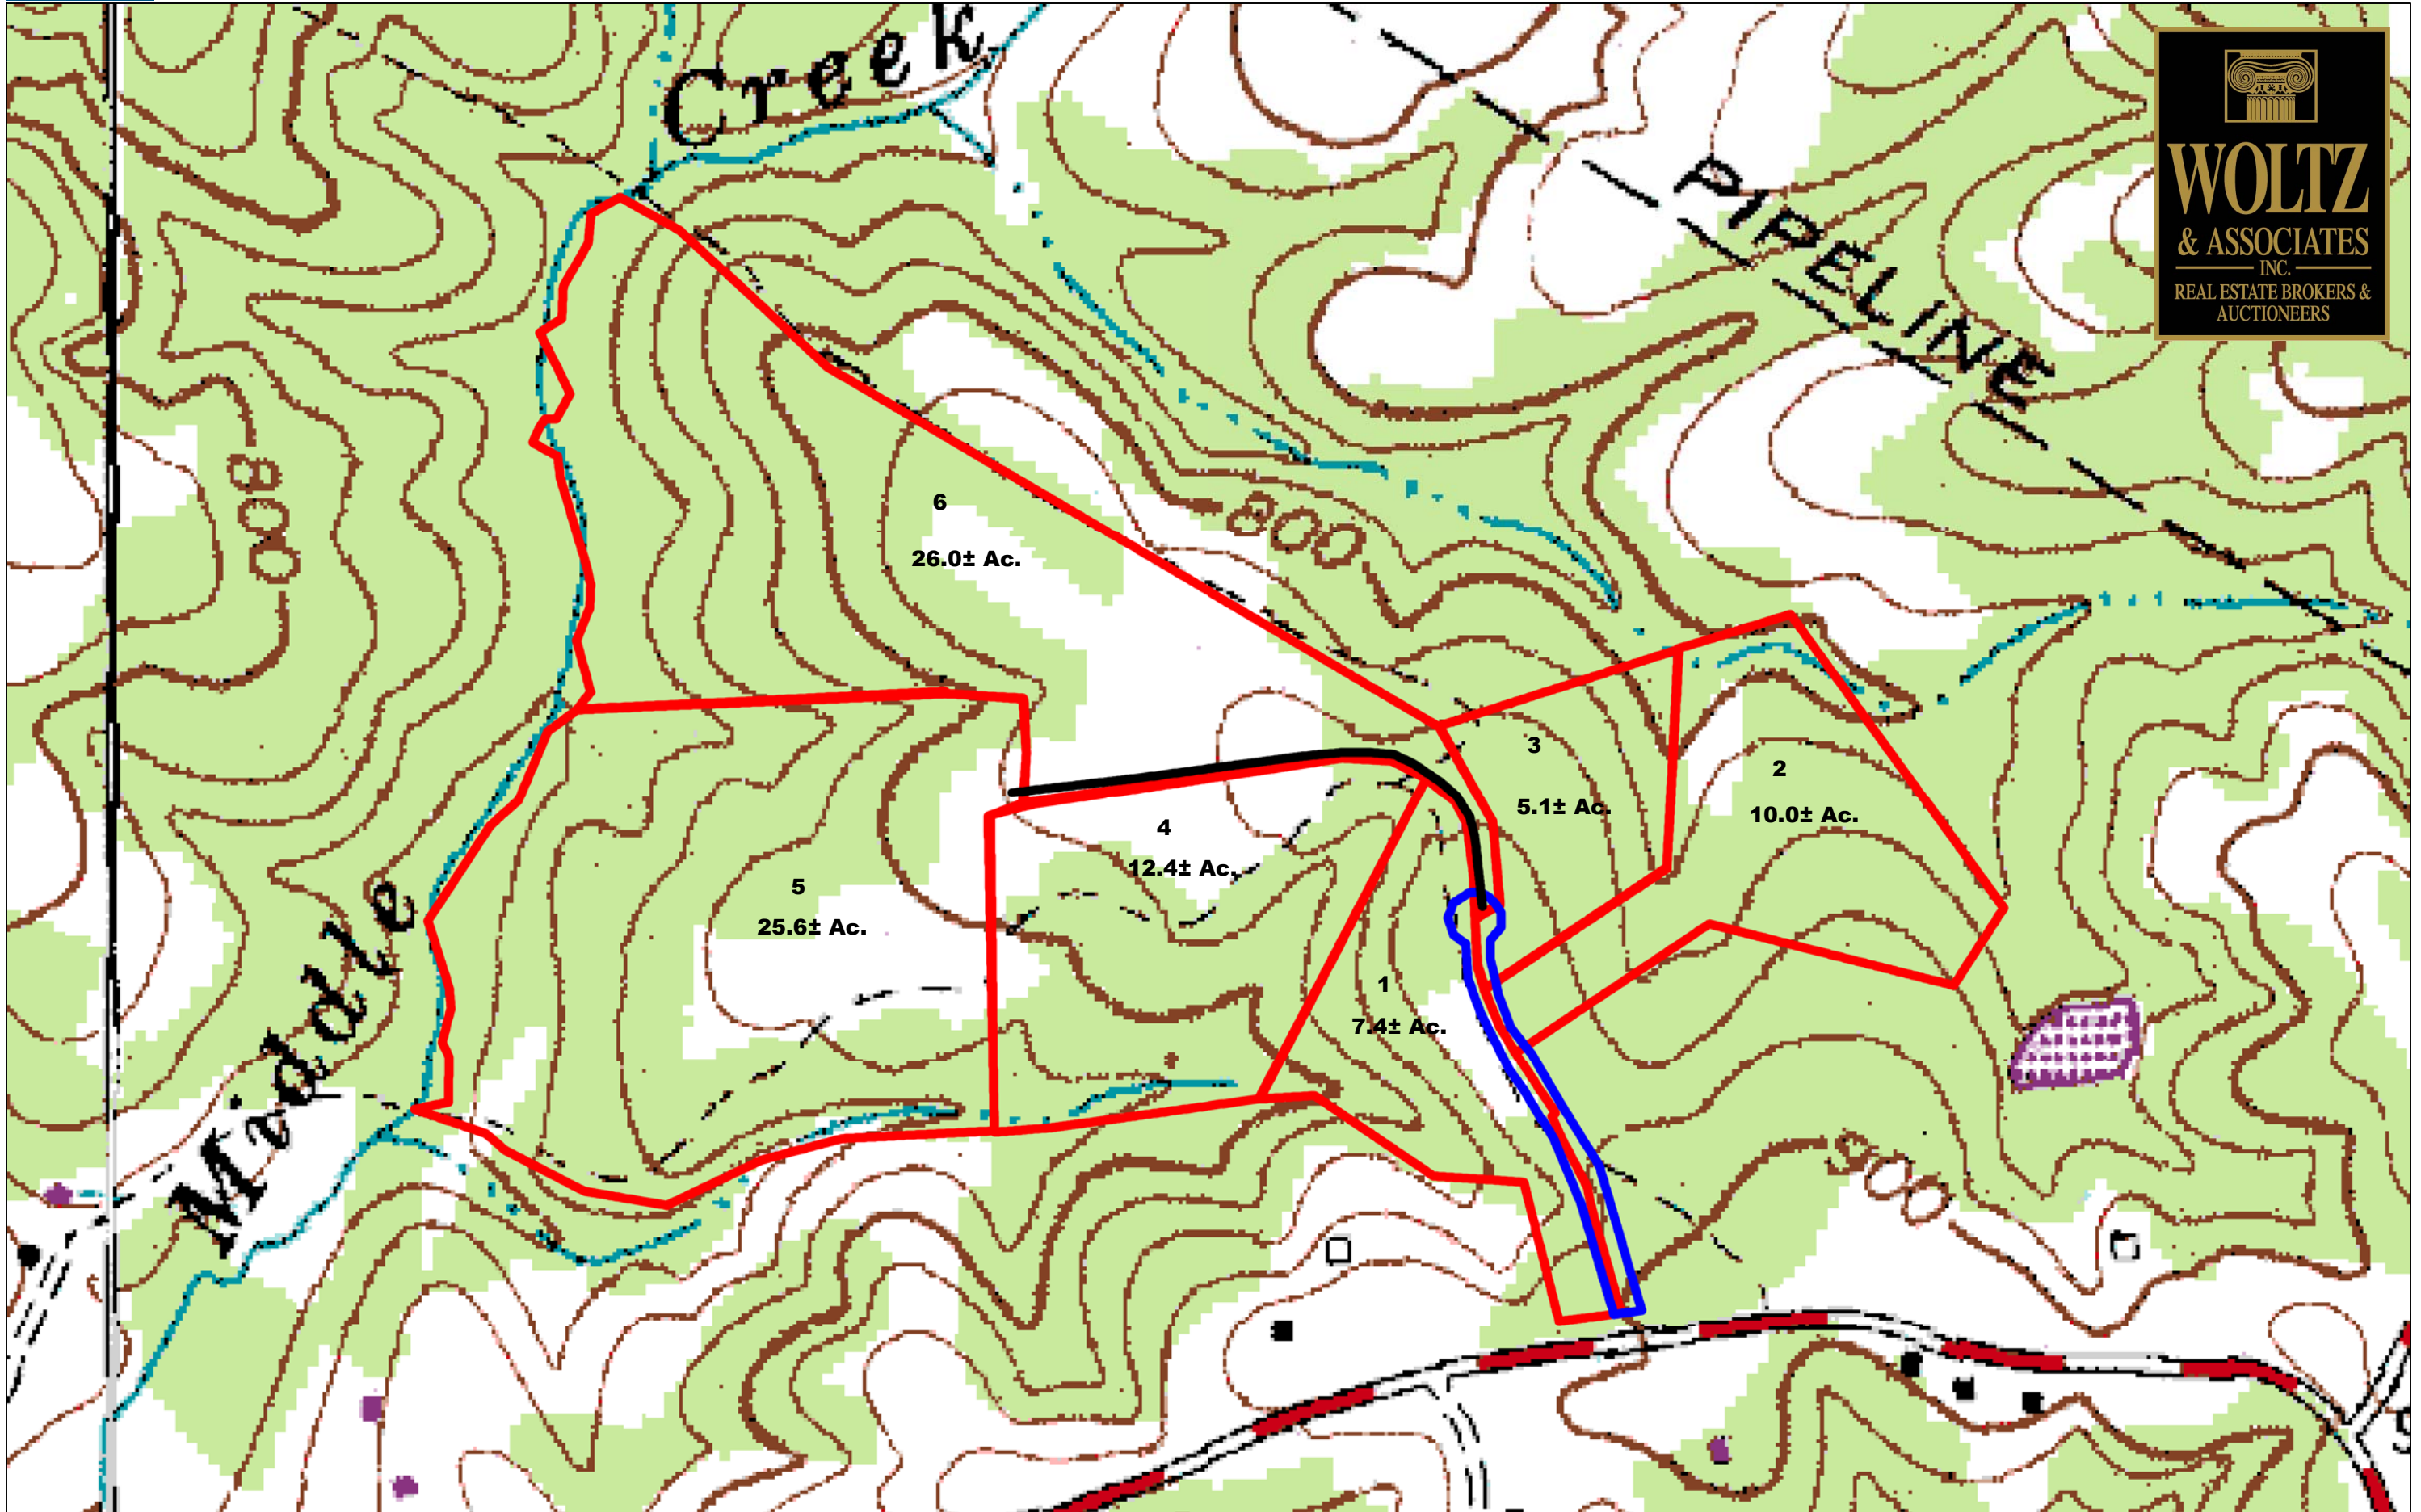 Creek
PIPELINE
WOLTZ
& ASSOCIATES
INC.
REAL ESTATE BROKERS &
AUCTIONEERS
800
800
6
26.0± Ac.
3
5.1± Ac.
2
10.0± Ac.
4
12.4± Ac.
5
25.6± Ac.
1
7.4± Ac.
Middle
900